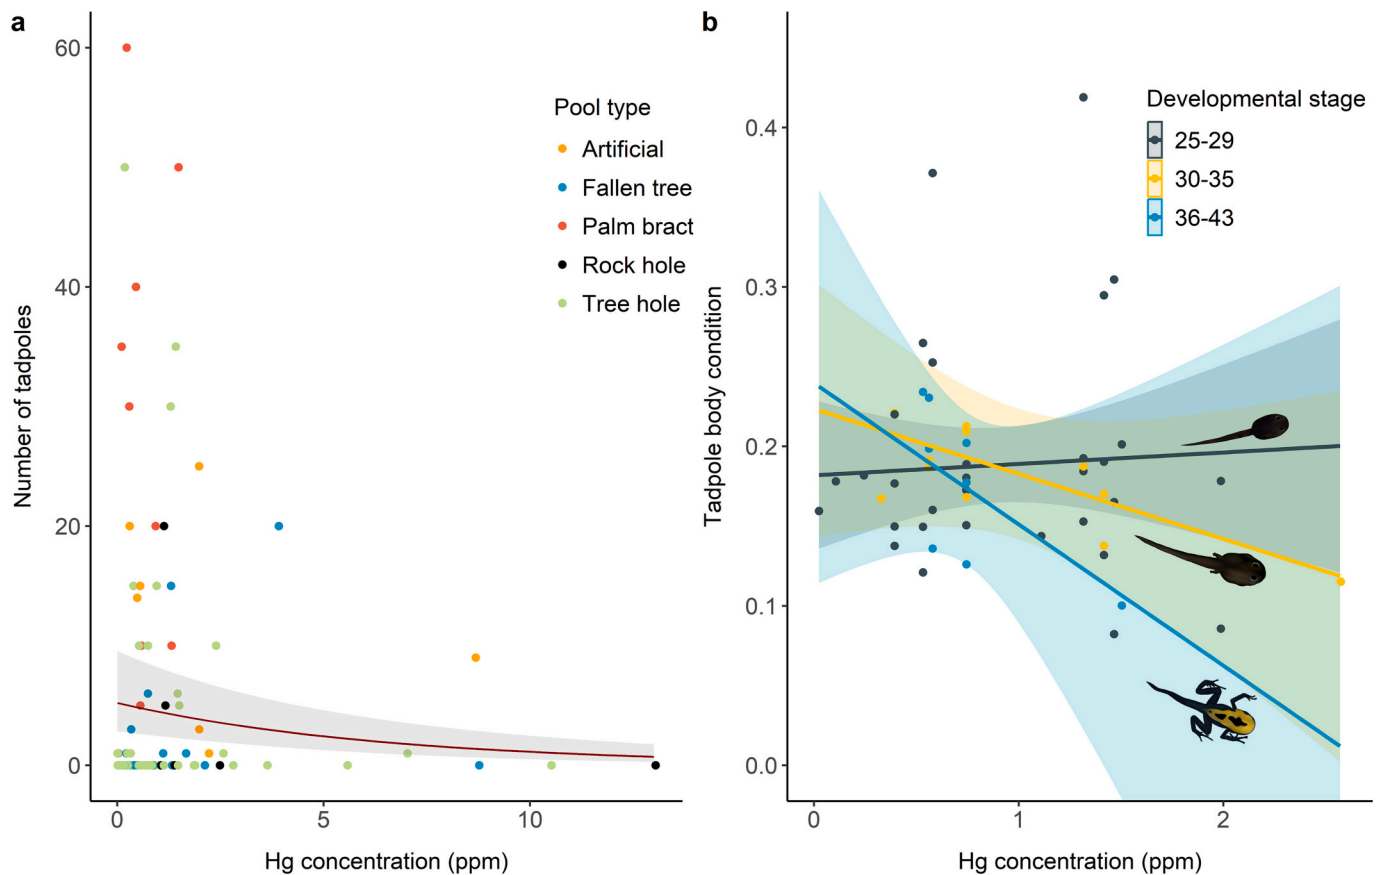 a
Number of tadpoles
60
40
20
0
Pool type
Artificial
Fallen tree
Palm bract
Rock hole
Tree hole
0 5 10
Hg concentration (ppm)
b
Tadpole body condition
0.4
0.3
0.2
0.1
0.0
Developmental stage
25-29
30-35
36-43
0 1 2
Hg concentration (ppm)